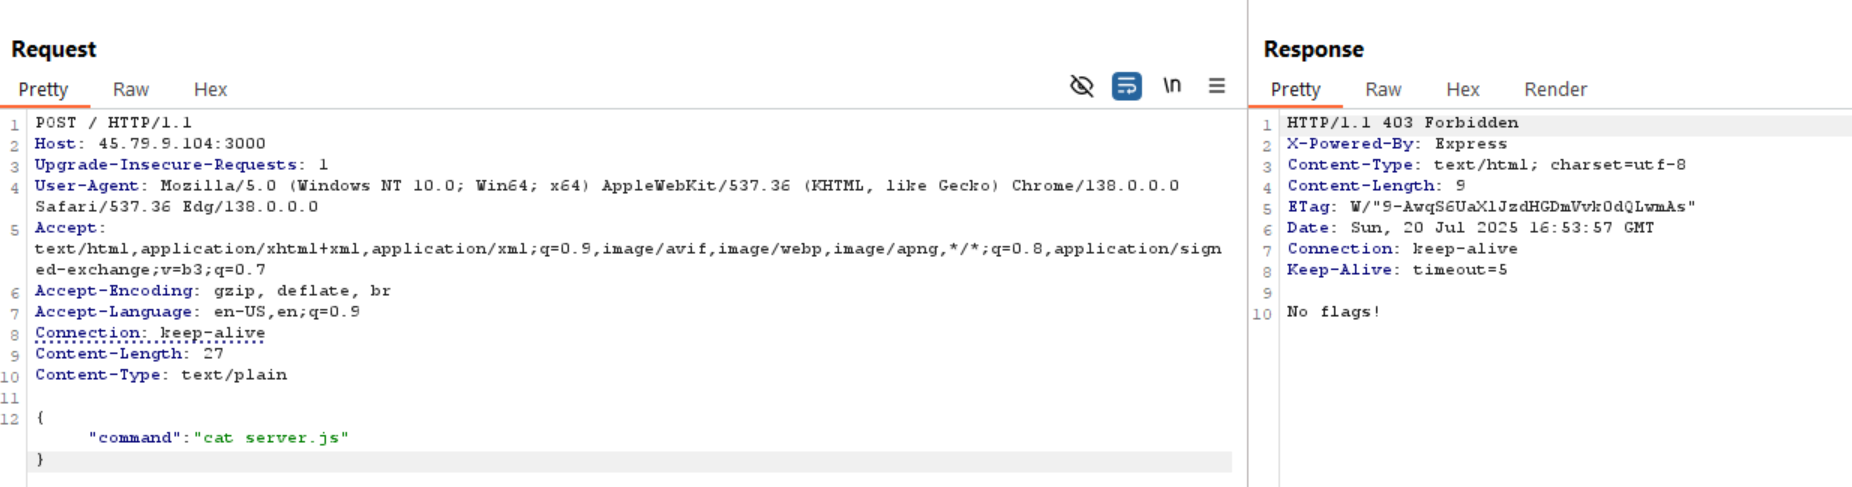 Request
Pretty Raw Hex
\n
1 POST / HTTP/1.1
2 Host: 45.79.9.104:3000
3 Upgrade-Insecure-Requests: 1
4 User-Agent: Mozilla/5.0 (Windows NT 10.0; Win64; x64) AppleWebKit/537.36 (KHTML, like Gecko) Chrome/138.0.0.0
Safari/537.36 Edg/138.0.0.0
5 Accept:
text/html,application/xhtml+xml,application/xml;q=0.9,image/avif,image/webp,image/apng,*/*;q=0.8,application/sign
ed-exchange;v=b3;q=0.7
6 Accept-Encoding: gzip, deflate, br
7 Accept-Language: en-US,en;q=0.9
8 Connection: keep-alive
9 Content-Length: 27
10 Content-Type: text/plain
11
12 {
"command":"cat server.js"
}
Response
Pretty Raw Hex Render
1 HTTP/1.1 403 Forbidden
2 X-Powered-By: Express
3 Content-Type: text/html; charset=utf-8
4 Content-Length: 9
5 ETag: W/"9-AwqS6UaXlJzdHGDmVvkOdQLwmAs"
6 Date: Sun, 20 Jul 2025 16:53:57 GMT
7 Connection: keep-alive
8 Keep-Alive: timeout=5
9
10 No flags!